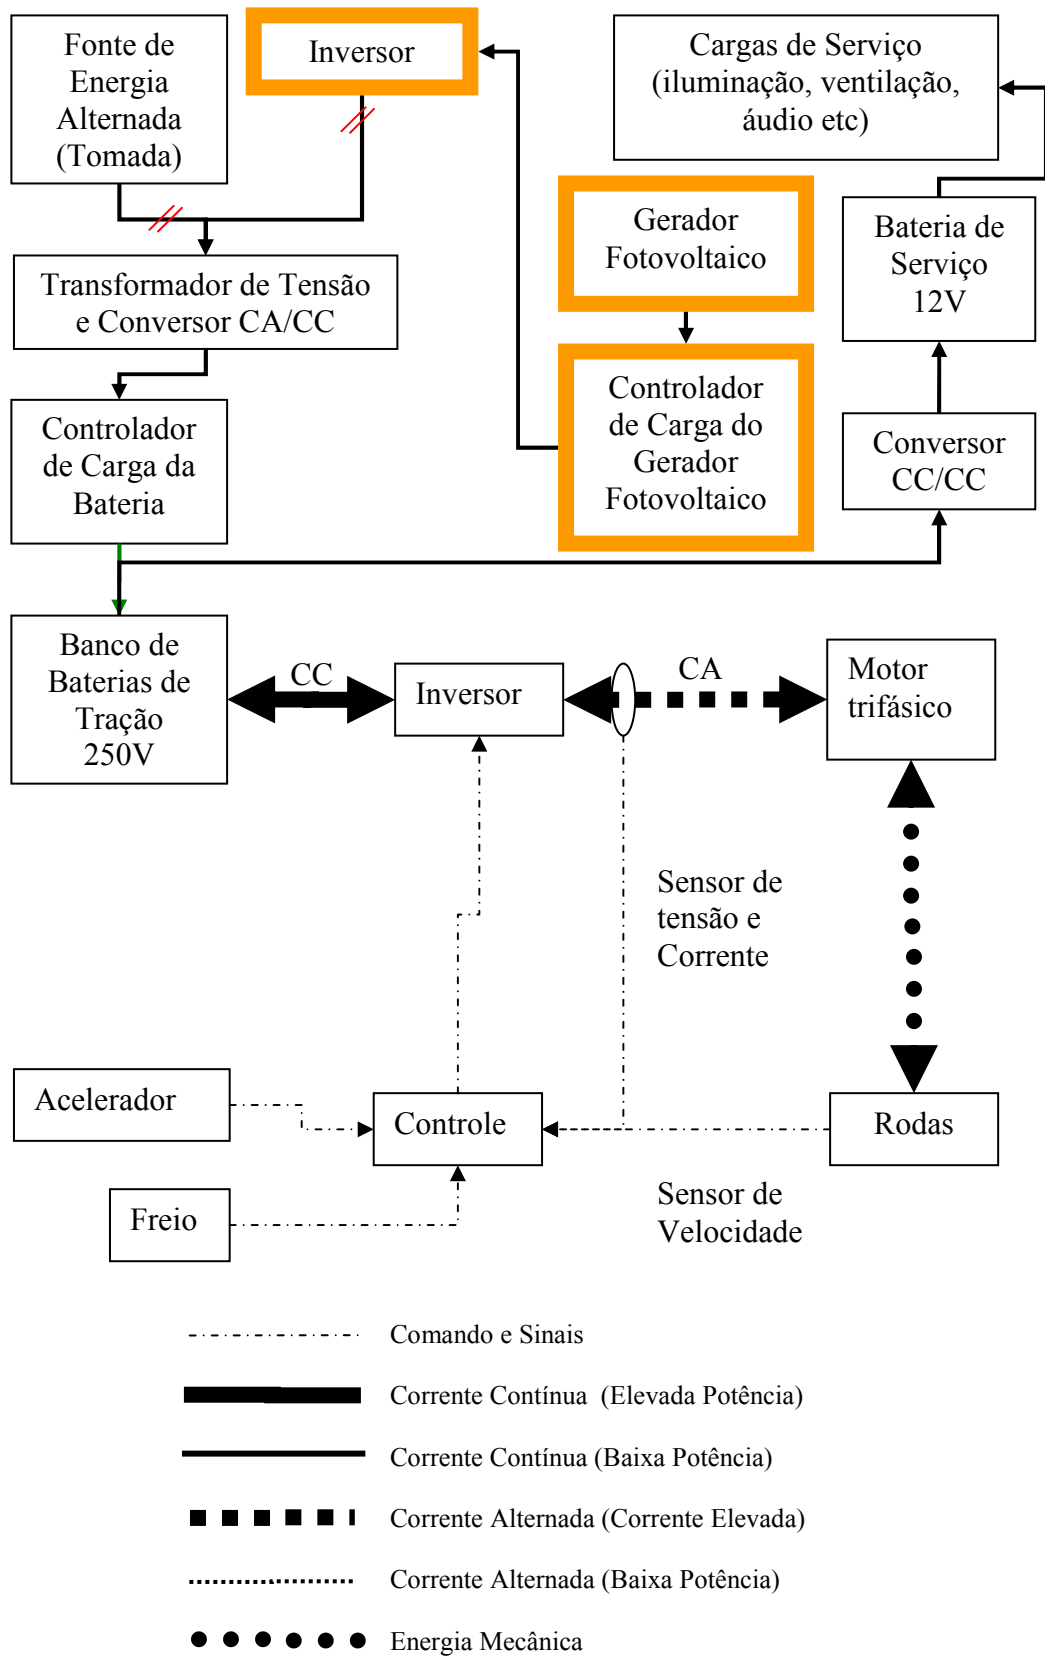 Fonte de
Energia
Alternada
(Tomada)
Inversor
Cargas de Serviço
(iluminação, ventilação,
áudio etc)
Gerador
Fotovoltaico
Bateria de
Serviço
12V
Transformador de Tensão
e Conversor CA/CC
Controlador
de Carga da
Bateria
Controlador
de Carga do
Gerador
Fotovoltaico
Conversor
CC/CC
Banco de
Baterias de
Tração
250V
CC
Inversor
CA
Motor
trifásico
Sensor de
tensão e
Corrente
Acelerador
Controle
Rodas
Freio
Sensor de
Velocidade
Comando e Sinais
Corrente Contínua  (Elevada Potência)
Corrente Contínua (Baixa Potência)
Corrente Alternada (Corrente Elevada)
Corrente Alternada (Baixa Potência)
Energia Mecânica